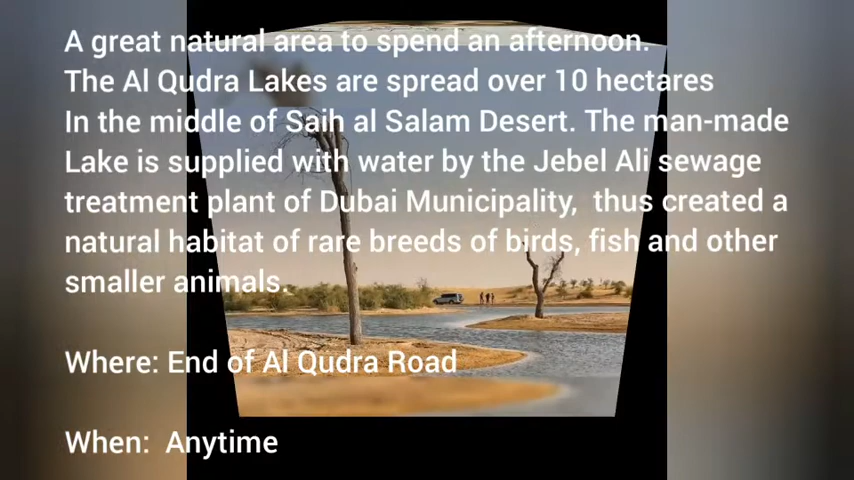 A great natural area to spend an afternoon.
The Al Qudra Lakes are spread over 10 hectares
In the middle of Saih al Salam Desert. The man-made
Lake is supplied with water by the Jebel Ali sewage
treatment plant of Dubai Municipality, thus created a
natural habitat of rare breeds of birds, fish and other
smaller animals.
Where: End of Al Qudra Road
When: Anytime